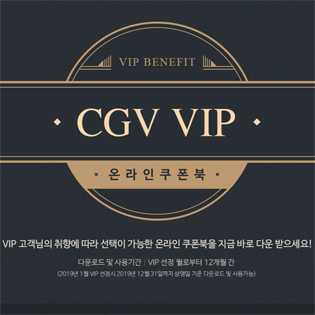 VIP BENEFIT
CGV VIP
온라인쿠폰북
VIP 고객님의 취향에 따라 선택이 가능한 온라인 쿠폰북을 지금 바로 다운 받으세요!
다운로드 및 사용기간 | VIP 선정 월로부터 12개월 간
(2019년 1월 VIP 선정시 2019년 12월 31일까지 상영일 기준 다운로드 및 사용가능)